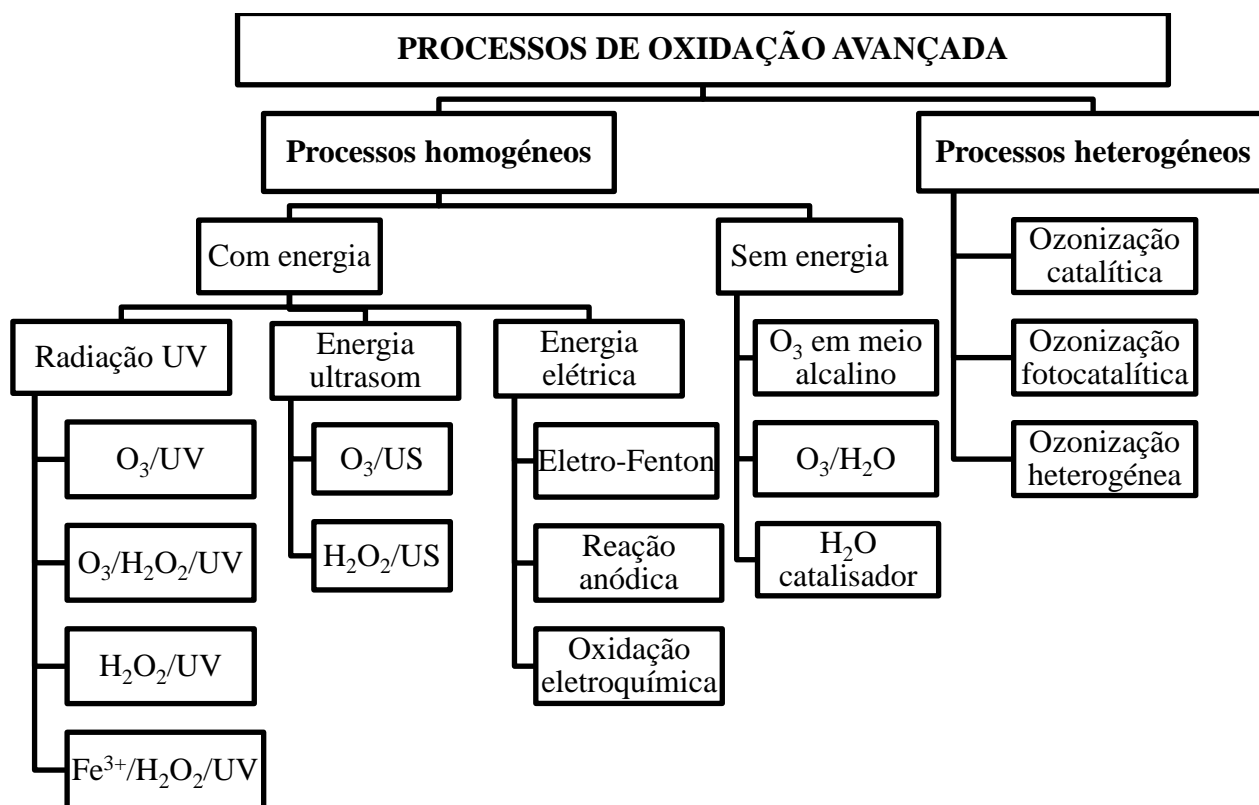 PROCESSOS DE OXIDAÇÃO AVANÇADA
Processos homogéneos
Processos heterogéneos
Com energia
Sem energia
Radiação UV
O₃/UV
O₃/H₂O₂/UV
H₂O₂/UV
Fe³⁺/H₂O₂/UV
Energia
ultrasom
O₃/US
H₂O₂/US
Energia
elétrica
Eletro-Fenton
Reação
anódica
Oxidação
eletroquímica
O₃ em meio
alcalino
O₃/H₂O
H₂O
catalisador
Ozonização
catalítica
Ozonização
fotocatalítica
Ozonização
heterogénea